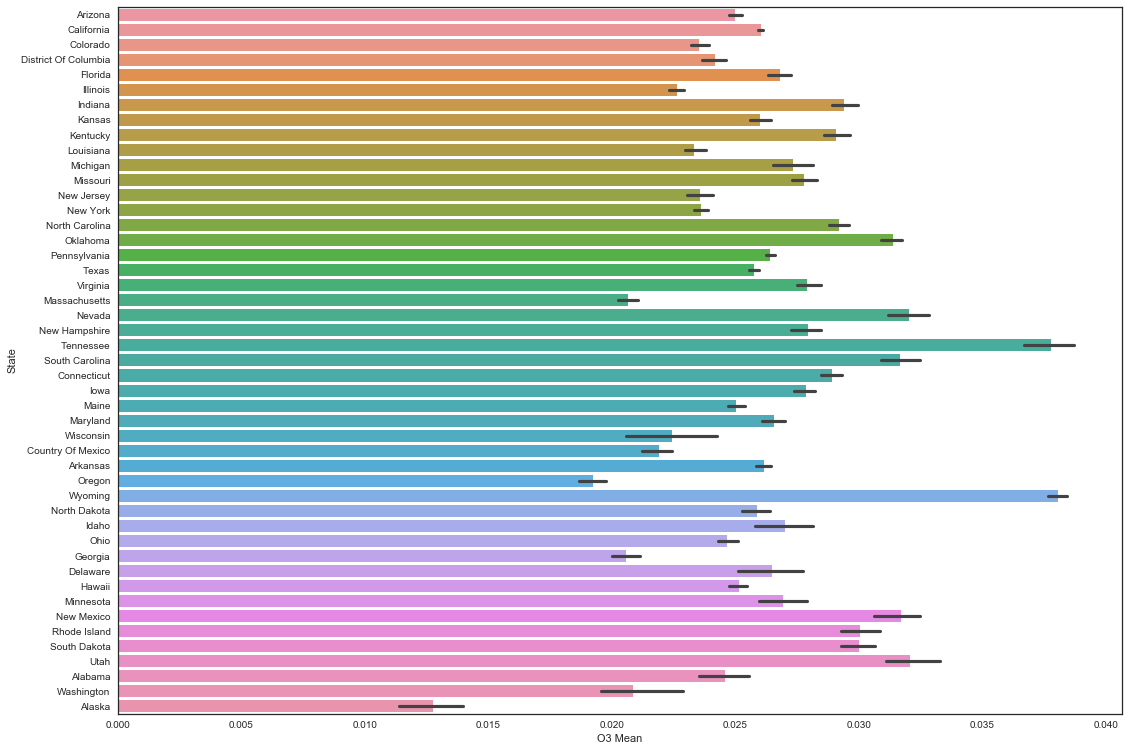 Arizona
California
Colorado
District Of Columbia
Florida
Illinois
Indiana
Kansas
Kentucky
Louisiana
Michigan
Missouri
New Jersey
New York
North Carolina
Oklahoma
Pennsylvania
Texas
Virginia
Massachusetts
Nevada
New Hampshire
Tennessee
South Carolina
Connecticut
Iowa
Maine
Maryland
Wisconsin
Country Of Mexico
Arkansas
Oregon
Wyoming
North Dakota
Idaho
Ohio
Georgia
Delaware
Hawaii
Minnesota
New Mexico
Rhode Island
South Dakota
Utah
Alabama
Washington
Alaska
State
0.000 0.005 0.010 0.015 0.020 0.025 0.030 0.035 0.040
O3 Mean